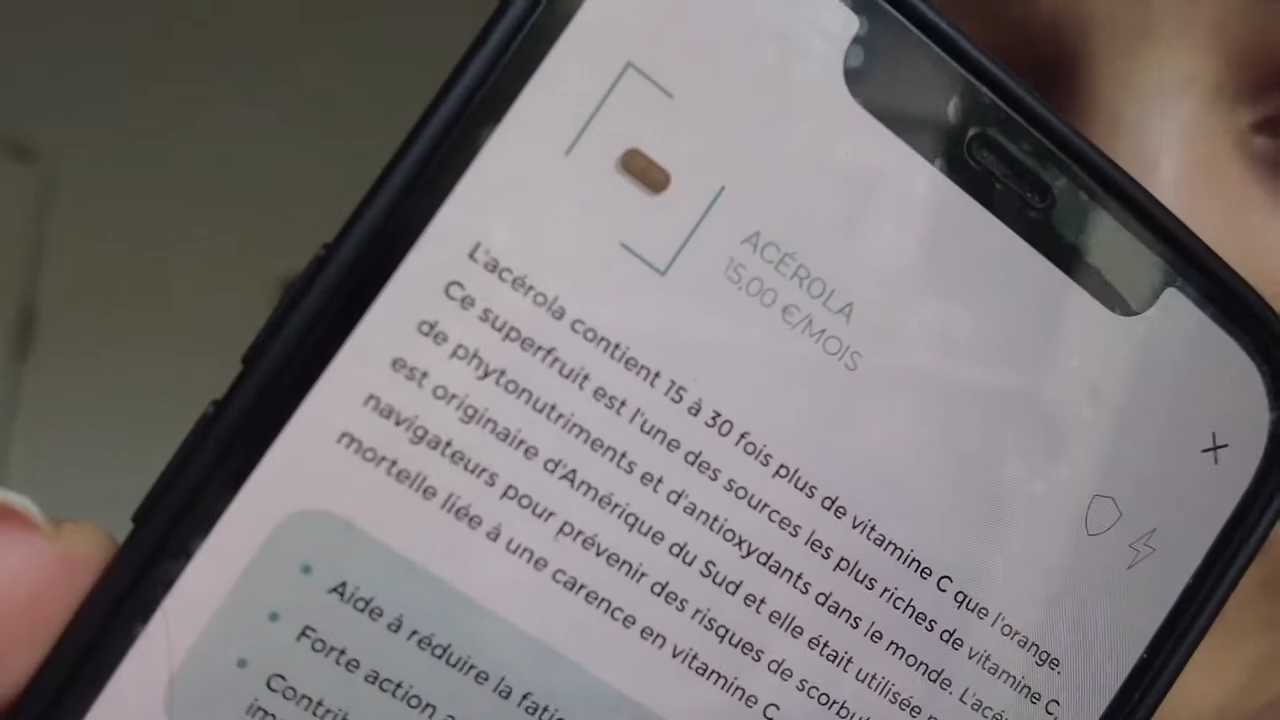 ACÉROLA
15,00 €/MOIS
L'acérola contient 15 à 30 fois plus de vitamine C que l'orange.
Ce superfruit est l'une des sources les plus riches de vitamine C,
de phytonutriments et d'antioxydants dans le monde. L'acé
est originaire d'Amérique du Sud et elle était utilisée
navigateurs pour prévenir des risques de scorbu
mortelle liée à une carence en vitamine C.
Aide à réduire la fati
Forte action
Contrib
im